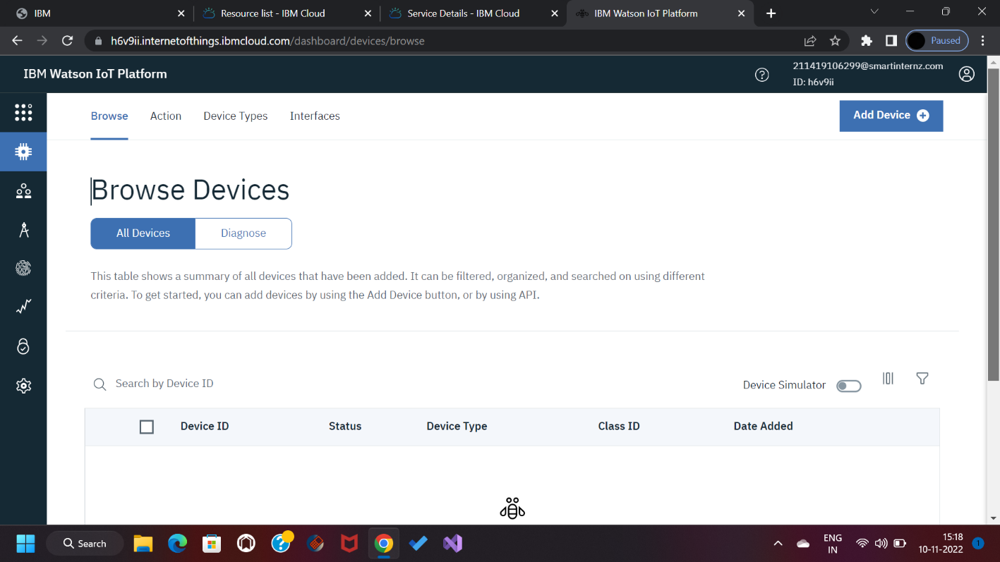 IBM
Resource list - IBM Cloud
Service Details - IBM Cloud
IBM Watson IoT Platform
h6v9ii.internetofthings.ibmcloud.com/dashboard/devices/browse
Paused
IBM Watson IoT Platform
211419106299@smartinternz.com
ID: h6v9ii
Browse Action Device Types Interfaces
Add Device
Browse Devices
All Devices Diagnose
This table shows a summary of all devices that have been added. It can be filtered, organized, and searched on using different
criteria. To get started, you can add devices by using the Add Device button, or by using API.
Search by Device ID
Device Simulator
Device ID Status Device Type Class ID Date Added
Search
ENG
IN
15:18
10-11-2022
1